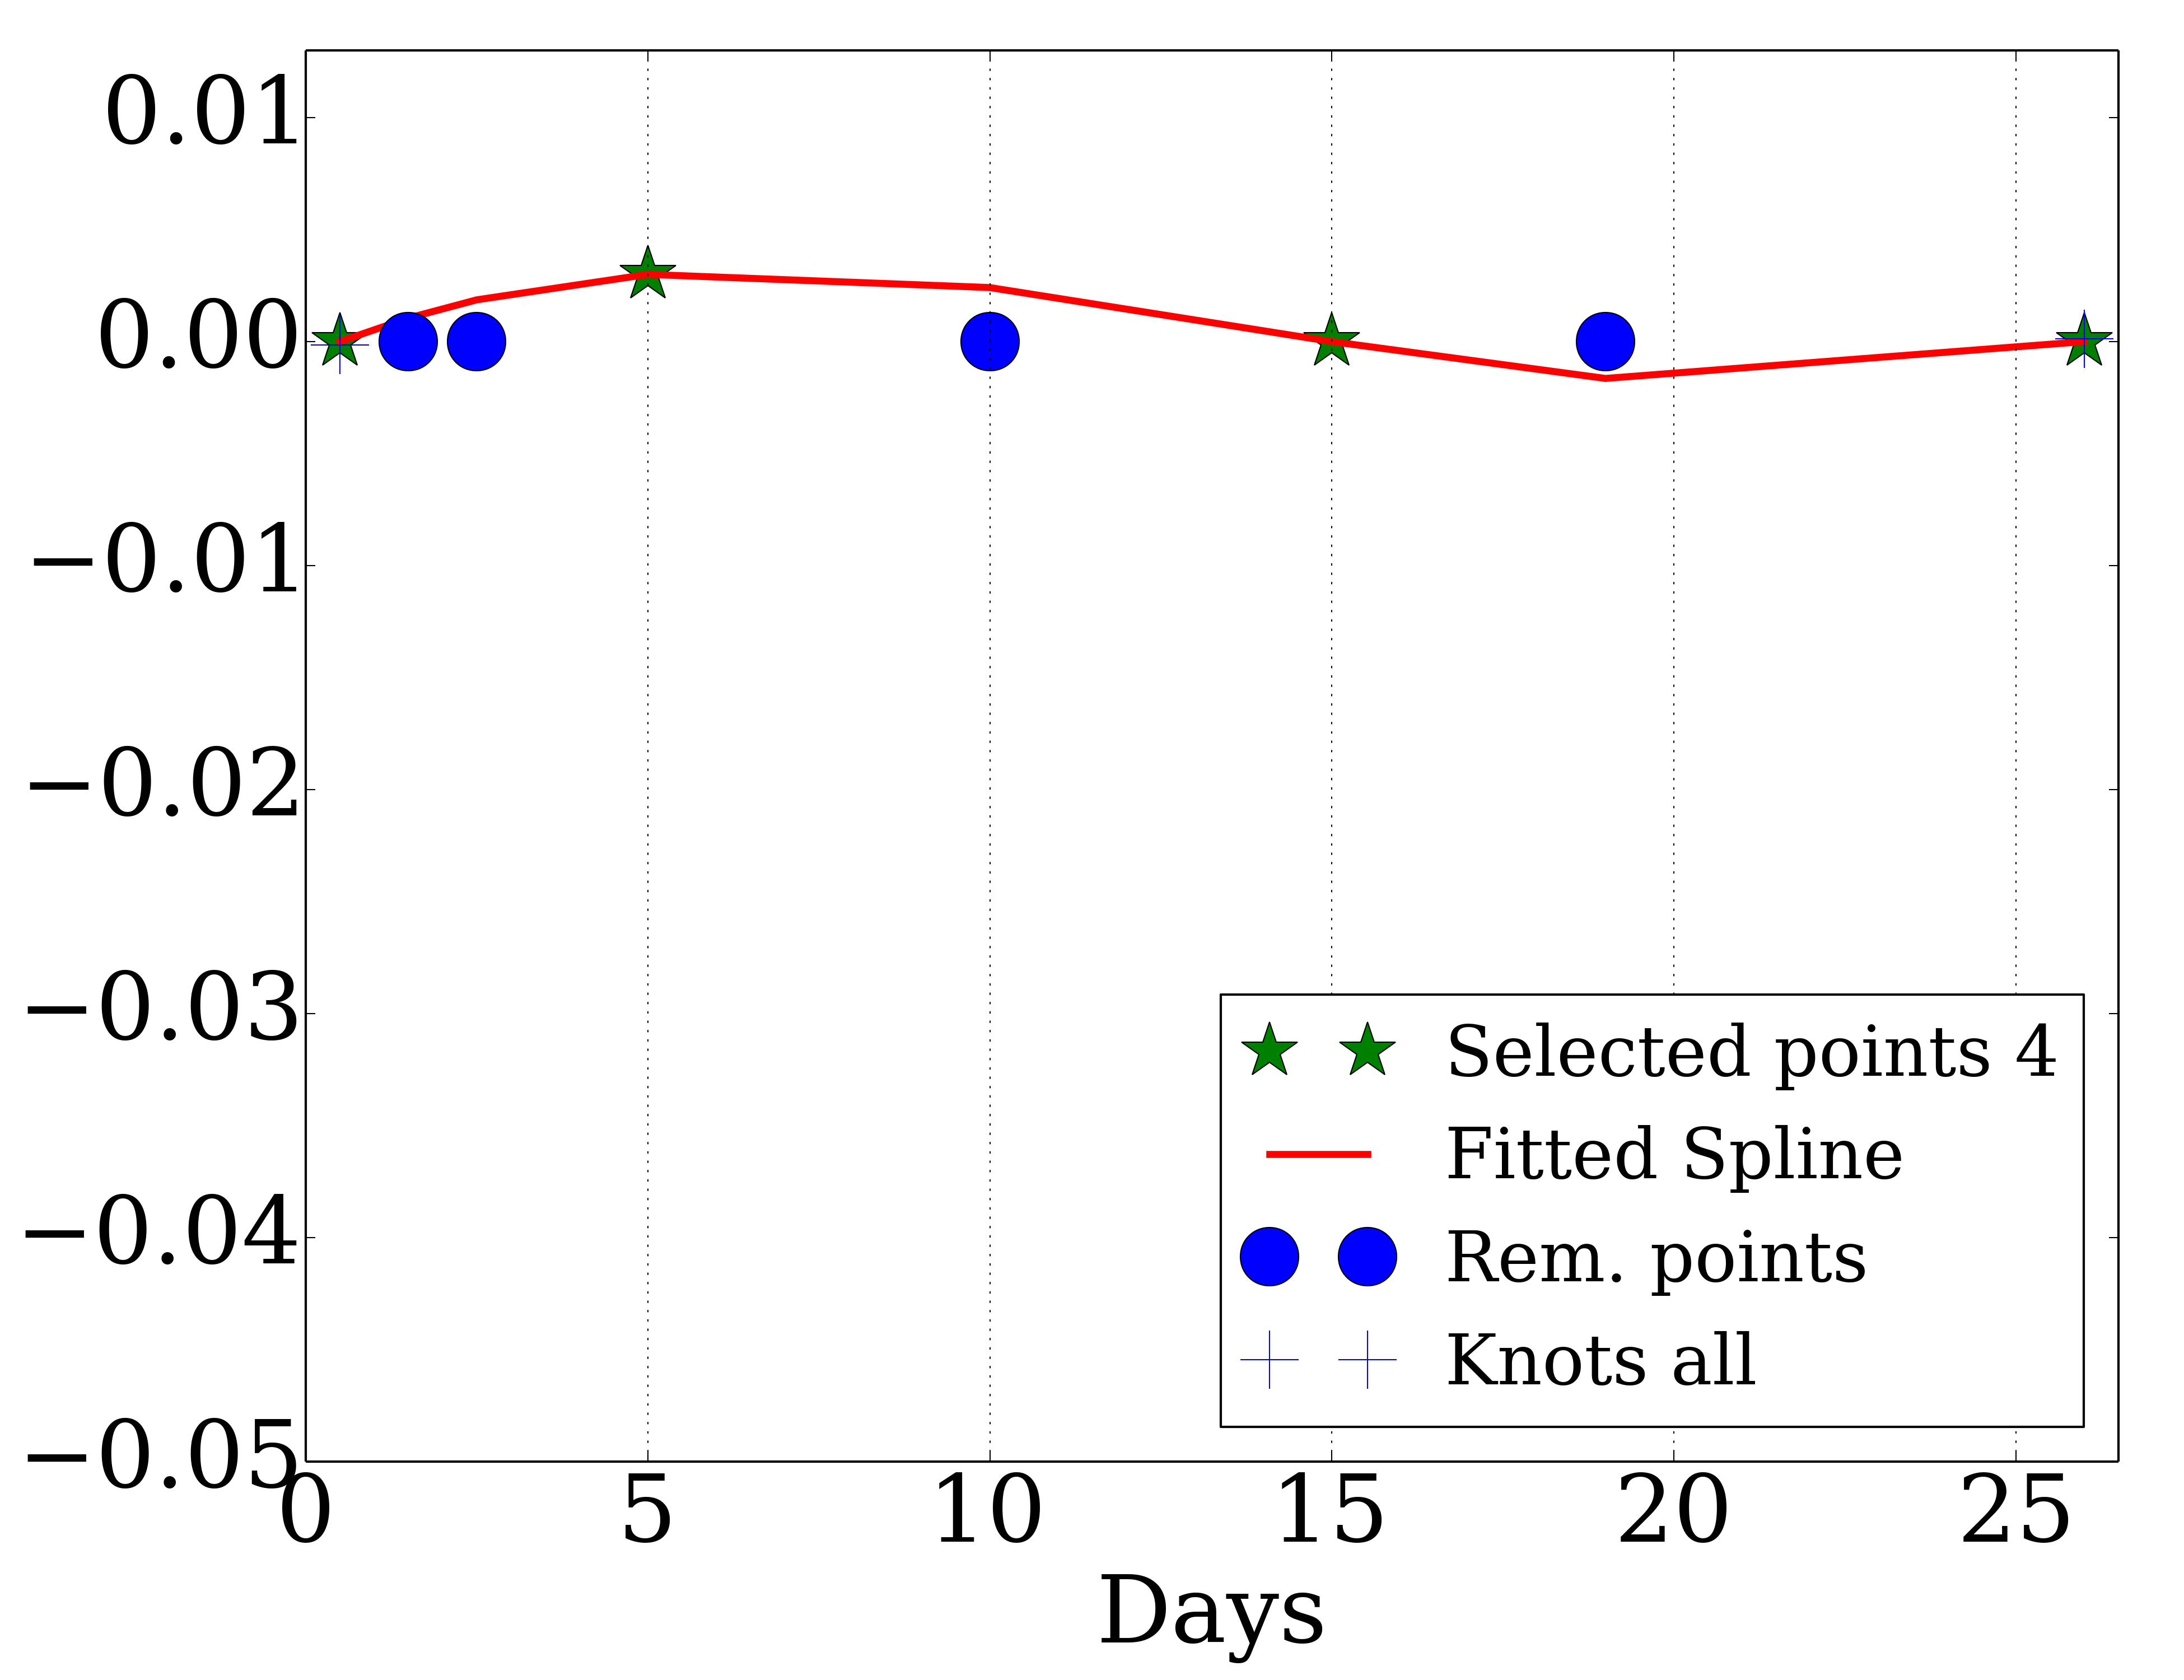 0.01
0.00
−0.01
−0.02
−0.03
−0.04
−0.05
Selected points 4
Fitted Spline
Rem. points
Knots all
0 5 10 15 20 25
Days